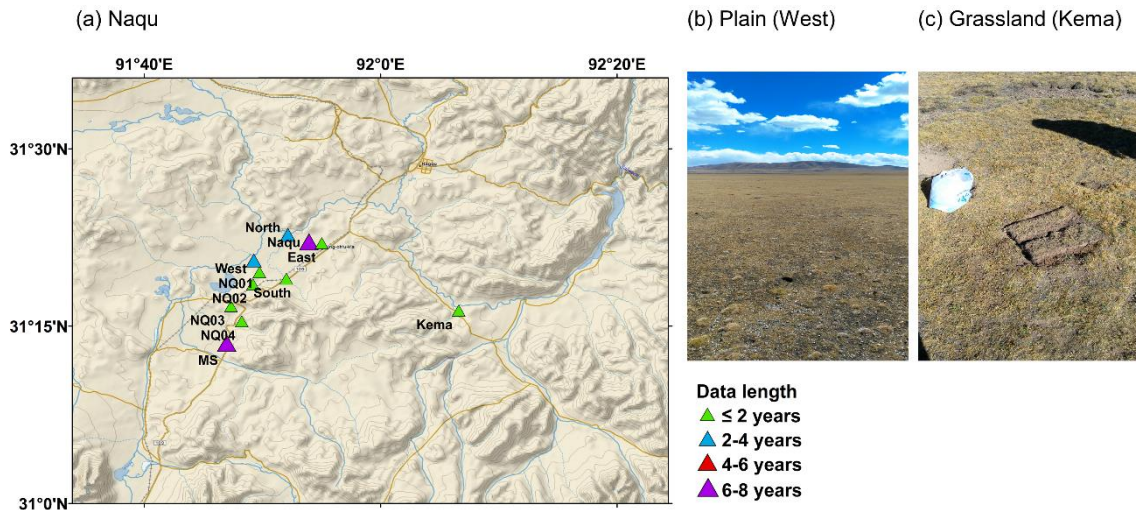 (a) Naqu
(b) Plain (West)
(c) Grassland (Kema)
91°40'E
92°0'E
92°20'E
31°30'N
31°15'N
31°0'N
North
Naqu
East
West
NQ01
South
NQ02
NQ03
NQ04
MS
Kema
Data length
≤ 2 years
2-4 years
4-6 years
6-8 years